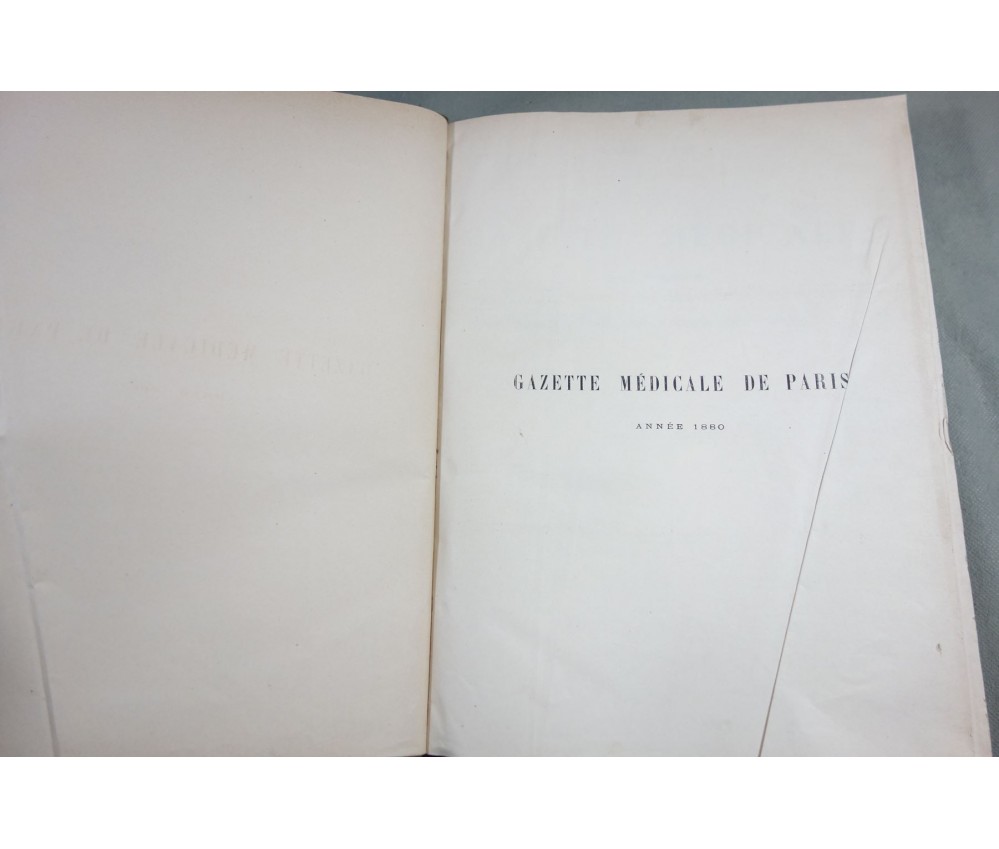 GAZETTE MÉDICALE DE PARIS
ANNÉE 1880